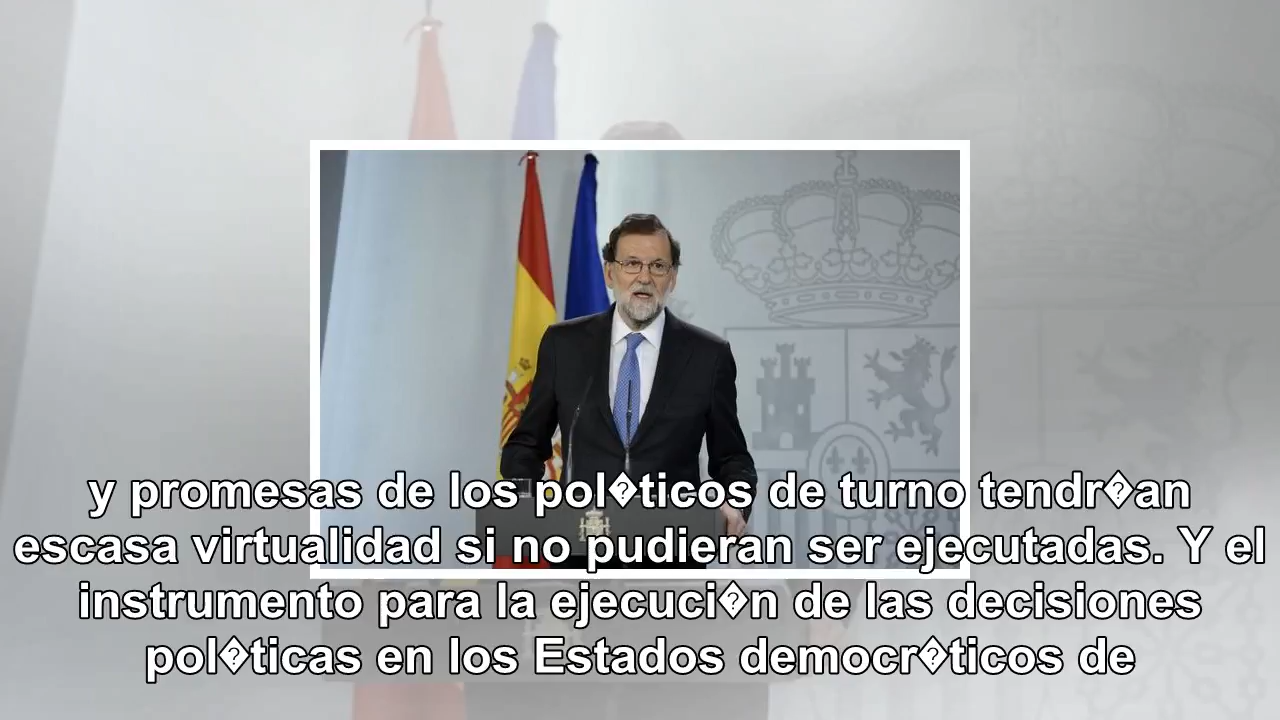 y promesas de los pol�ticos de turno tendr�an
escasa virtualidad si no pudieran ser ejecutadas. Y el
instrumento para la ejecuci�n de las decisiones
pol�ticas en los Estados democr�ticos de